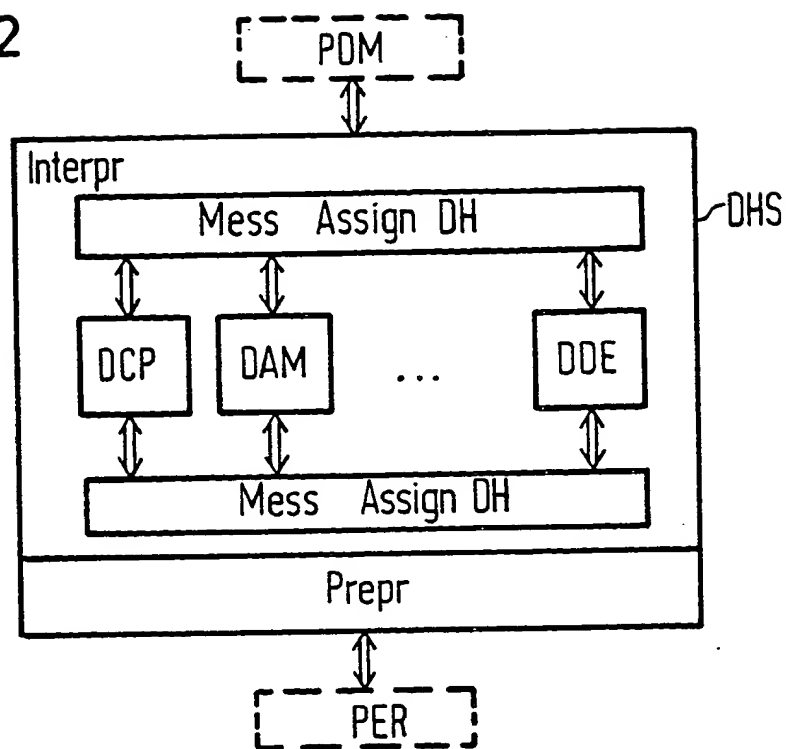 2
PDM
Interpr
Mess Assign DH
DHS
DCP DAM ... DDE
Mess Assign DH
Prepr
PER